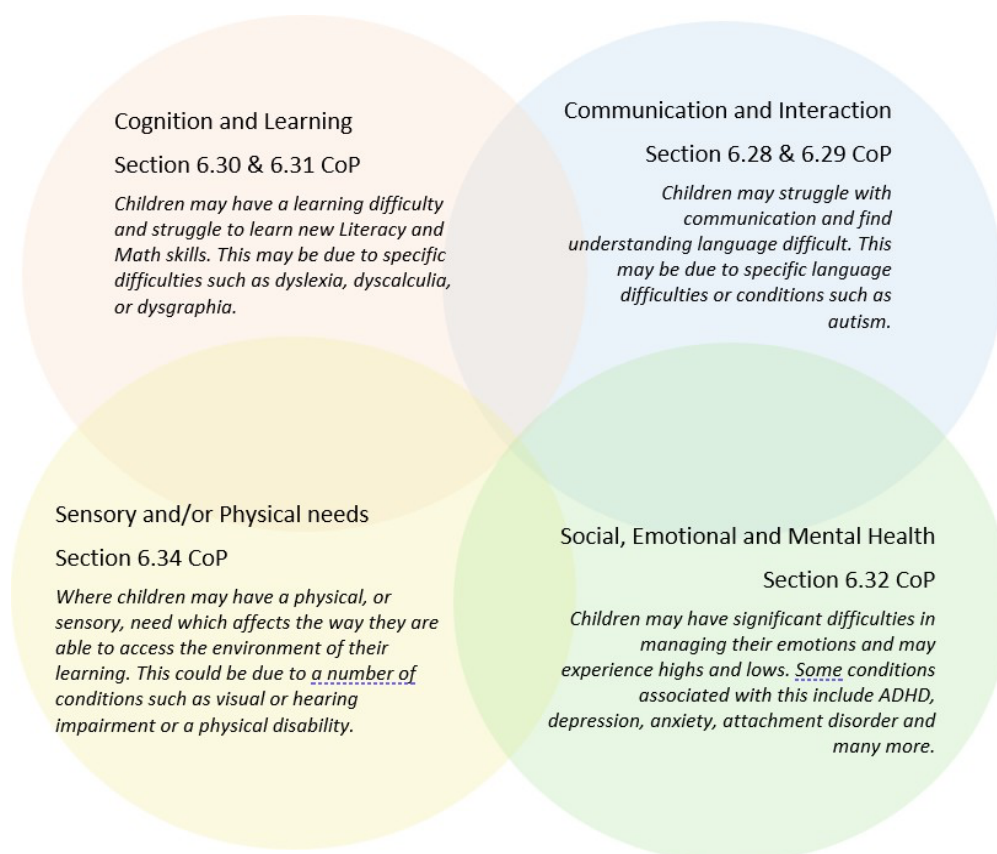 Cognition and Learning
Section 6.30 & 6.31 CoP
Children may have a learning difficulty
and struggle to learn new Literacy and
Math skills. This may be due to specific
difficulties such as dyslexia, dyscalculia,
or dysgraphia.
Communication and Interaction
Section 6.28 & 6.29 CoP
Children may struggle with
communication and find
understanding language difficult. This
may be due to specific language
difficulties or conditions such as
autism.
Sensory and/or Physical needs
Section 6.34 CoP
Where children may have a physical, or
sensory, need which affects the way they are
able to access the environment of their
learning. This could be due to a number of
conditions such as visual or hearing
impairment or a physical disability.
Social, Emotional and Mental Health
Section 6.32 CoP
Children may have significant difficulties in
managing their emotions and may
experience highs and lows. Some conditions
associated with this include ADHD,
depression, anxiety, attachment disorder and
many more.